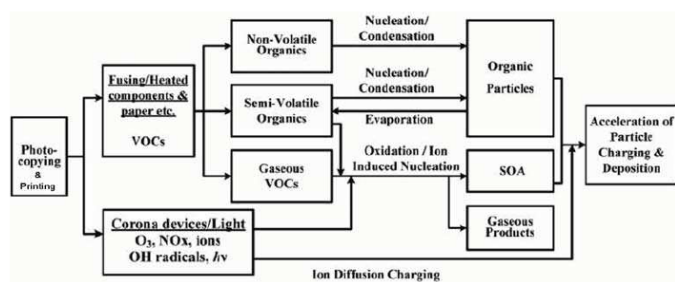 Photo-
copying
&
Printing
Fusing/Heated
components &
paper etc.
VOCs
Corona devices/Light
O₃, NOx, ions
OH radicals, hν
Non-Volatile
Organics
Semi-Volatile
Organics
Gaseous
VOCs
Nucleation/
Condensation
Nucleation/
Condensation
Evaporation
Oxidation / Ion
Induced Nucleation
Ion Diffusion Charging
Organic
Particles
SOA
Gaseous
Products
Acceleration of
Particle
Charging &
Deposition